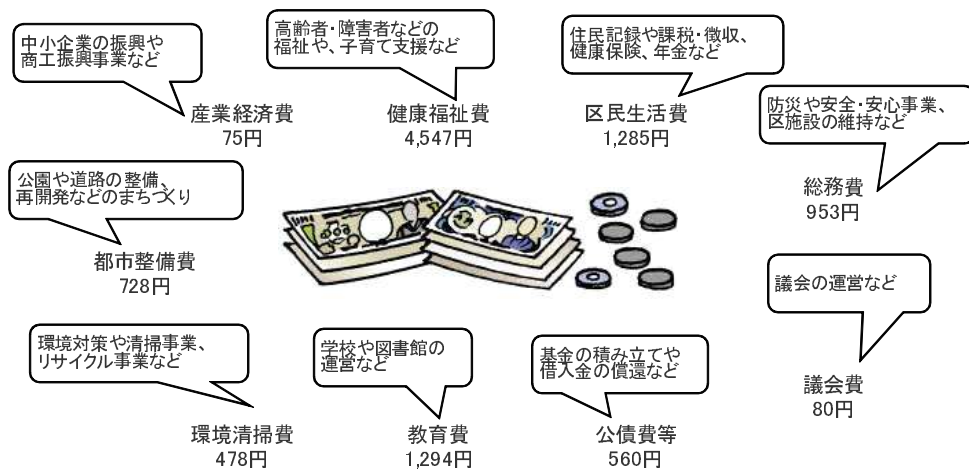 中小企業の振興や
商工振興事業など
産業経済費
75円
高齢者・障害者などの
福祉や、子育て支援など
健康福祉費
4,547円
住民記録や課税・徴収、
健康保険、年金など
区民生活費
1,285円
防災や安全・安心事業、
区施設の維持など
総務費
953円
公園や道路の整備、
再開発などのまちづくり
都市整備費
728円
議会の運営など
議会費
80円
環境対策や清掃事業、
リサイクル事業など
環境清掃費
478円
学校や図書館の
運営など
教育費
1,294円
基金の積み立てや
借入金の償還など
公債費等
560円